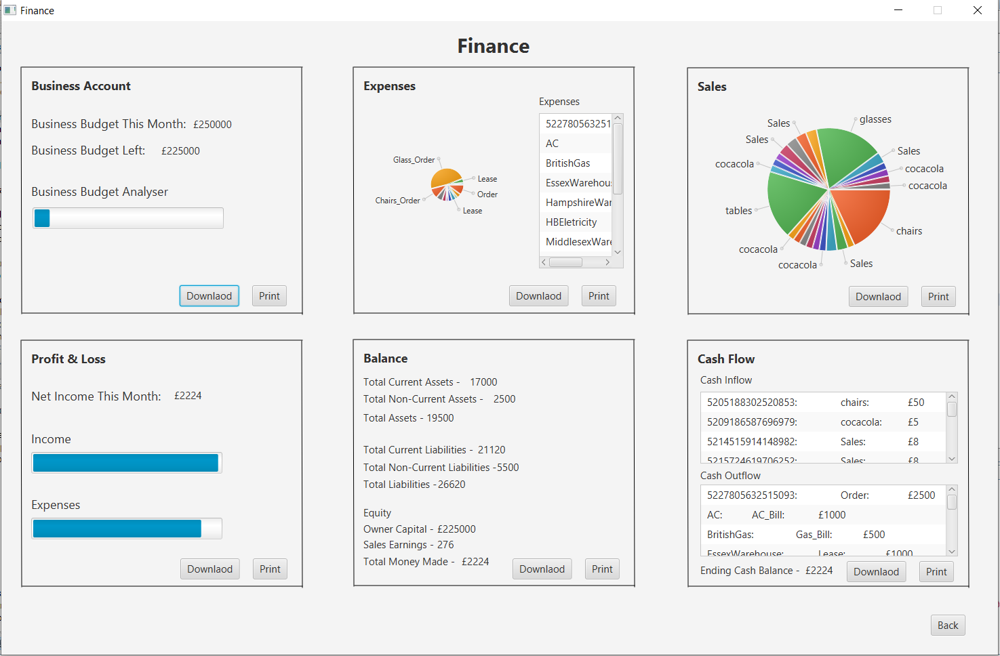 Finance
Finance
Business Account
Business Budget This Month: £250000
Business Budget Left: £225000
Business Budget Analyser
Downlaod Print
Expenses
Expenses
522780563251
AC
BritishGas
EssexWarehou
HampshireWar
HBEletricity
MiddlesexWare
Glass_Order
Lease
Order
Chairs_Order
Lease
Downlaod Print
Sales
Sales
glasses
Sales
Sales
cocacola
cocacola
cocacola
tables
chairs
cocacola
cocacola
Sales
Downlaod Print
Profit & Loss
Net Income This Month: £2224
Income
Expenses
Downlaod Print
Balance
Total Current Assets - 17000
Total Non-Current Assets - 2500
Total Assets - 19500
Total Current Liabilities - 21120
Total Non-Current Liabilities -5500
Total Liabilities -26620
Equity
Owner Capital - £225000
Sales Earnings - 276
Total Money Made - £2224
Downlaod Print
Cash Flow
Cash Inflow
5205188302520853: chairs: £50
5209186587696979: cocacola: £5
5214515914148982: Sales: £8
5215724619706252: Sales: £8
Cash Outflow
5227805632515093: Order: £2500
AC: AC_Bill: £1000
BritishGas: Gas_Bill: £500
EssexWarehouse: Lease: £1000
Ending Cash Balance - £2224
Downlaod Print
Back